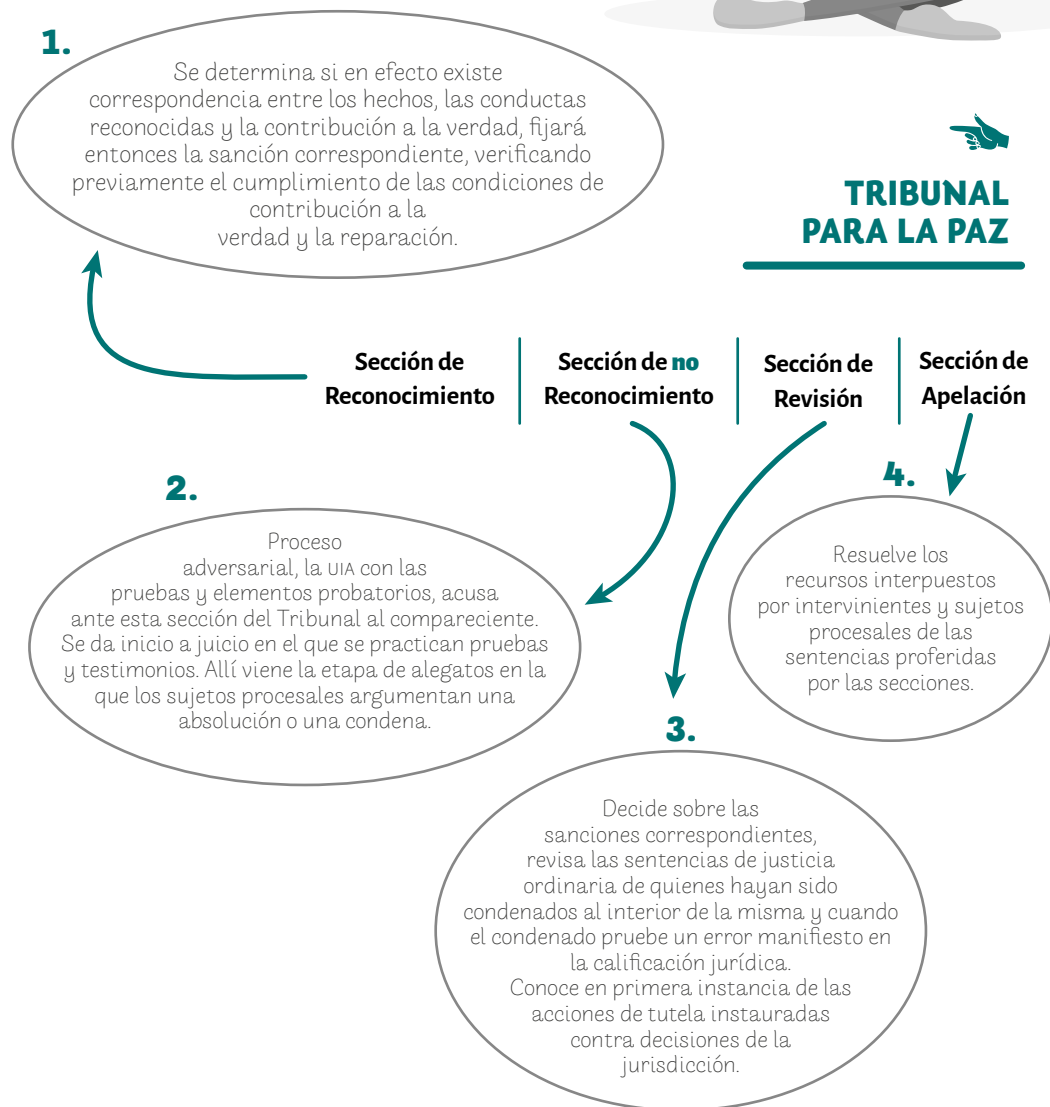 1.
Se determina si en efecto existe
correspondencia entre los hechos, las conductas
reconocidas y la contribución a la verdad, fijará
entonces la sanción correspondiente, verificando
previamente el cumplimiento de las condiciones de
contribución a la
verdad y la reparación.
TRIBUNAL
PARA LA PAZ
Sección de
Reconocimiento
Sección de no
Reconocimiento
Sección de
Revisión
Sección de
Apelación
2.
Proceso
adversarial, la UIA con las
pruebas y elementos probatorios, acusa
ante esta sección del Tribunal al compareciente.
Se da inicio a juicio en el que se practican pruebas
y testimonios. Allí viene la etapa de alegatos en la
que los sujetos procesales argumentan una
absolución o una condena.
4.
Resuelve los
recursos interpuestos
por intervinientes y sujetos
procesales de las
sentencias proferidas
por las secciones.
3.
Decide sobre las
sanciones correspondientes,
revisa las sentencias de justicia
ordinaria de quienes hayan sido
condenados al interior de la misma y cuando
el condenado pruebe un error manifiesto en
la calificación jurídica.
Conoce en primera instancia de las
acciones de tutela instauradas
contra decisiones de la
jurisdicción.